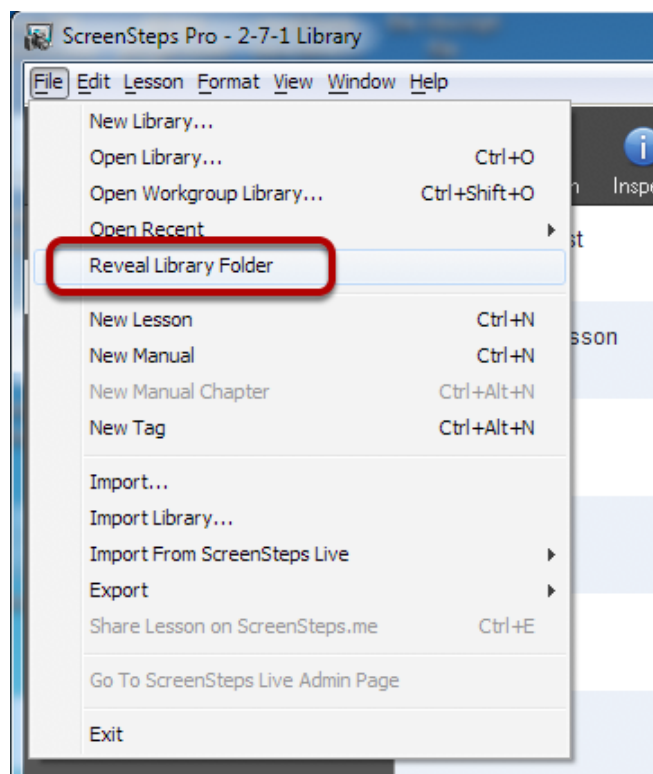 ScreenSteps Pro - 2-7-1 Library
File Edit Lesson Format View Window Help
New Library...
Open Library... Ctrl+O
Open Workgroup Library... Ctrl+Shift+O
Open Recent
Reveal Library Folder
New Lesson Ctrl+N
New Manual Ctrl+N
New Manual Chapter Ctrl+Alt+N
New Tag Ctrl+Alt+N
Import...
Import Library...
Import From ScreenSteps Live
Export
Share Lesson on ScreenSteps.me Ctrl+E
Go To ScreenSteps Live Admin Page
Exit